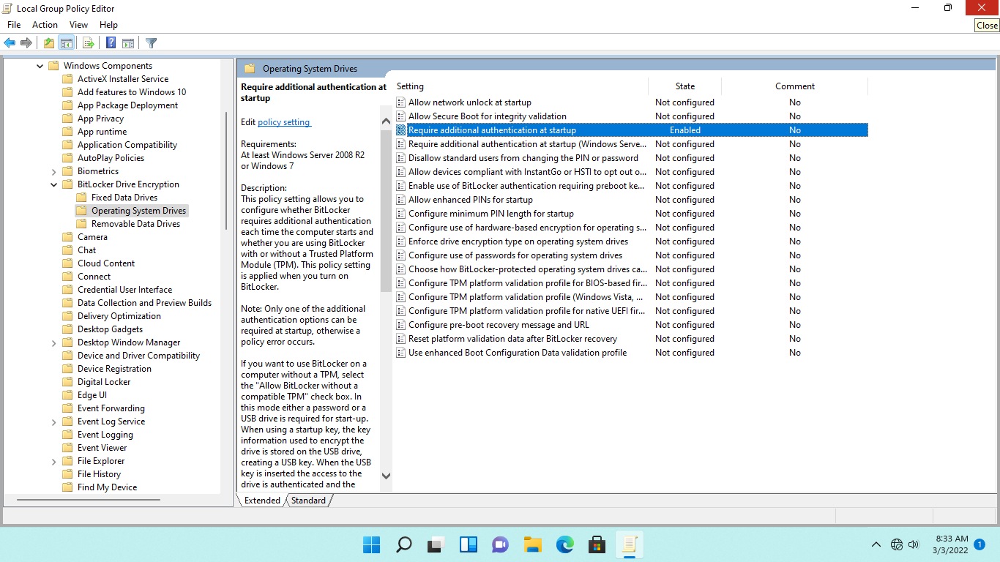 Local Group Policy Editor
File Action View Help
Close
Windows Components
ActiveX Installer Service
Add features to Windows 10
App Package Deployment
App Privacy
App runtime
Application Compatibility
AutoPlay Policies
Biometrics
BitLocker Drive Encryption
Fixed Data Drives
Operating System Drives
Removable Data Drives
Camera
Chat
Cloud Content
Connect
Credential User Interface
Data Collection and Preview Builds
Delivery Optimization
Desktop Gadgets
Desktop Window Manager
Device and Driver Compatibility
Device Registration
Digital Locker
Edge UI
Event Forwarding
Event Log Service
Event Logging
Event Viewer
File Explorer
File History
Find My Device
Operating System Drives
Require additional authentication at
startup
Edit policy setting
Requirements:
At least Windows Server 2008 R2
or Windows 7
Description:
This policy setting allows you to
configure whether BitLocker
requires additional authentication
each time the computer starts and
whether you are using BitLocker
with or without a Trusted Platform
Module (TPM). This policy setting
is applied when you turn on
BitLocker.
Note: Only one of the additional
authentication options can be
required at startup, otherwise a
policy error occurs.
If you want to use BitLocker on a
computer without a TPM, select
the "Allow BitLocker without a
compatible TPM" check box. In
this mode either a password or a
USB drive is required for start-up.
When using a startup key, the key
information used to encrypt the
drive is stored on the USB drive,
creating a USB key. When the USB
key is inserted the access to the
drive is authenticated and the
Setting State Comment
Allow network unlock at startup Not configured No
Allow Secure Boot for integrity validation Not configured No
Require additional authentication at startup Enabled No
Require additional authentication at startup (Windows Serve... Not configured No
Disallow standard users from changing the PIN or password Not configured No
Allow devices compliant with InstantGo or HSTI to opt out o... Not configured No
Enable use of BitLocker authentication requiring preboot ke... Not configured No
Allow enhanced PINs for startup Not configured No
Configure minimum PIN length for startup Not configured No
Configure use of hardware-based encryption for operating s... Not configured No
Enforce drive encryption type on operating system drives Not configured No
Configure use of passwords for operating system drives Not configured No
Choose how BitLocker-protected operating system drives ca... Not configured No
Configure TPM platform validation profile for BIOS-based fir... Not configured No
Configure TPM platform validation profile (Windows Vista, ... Not configured No
Configure TPM platform validation profile for native UEFI fir... Not configured No
Configure pre-boot recovery message and URL Not configured No
Reset platform validation data after BitLocker recovery Not configured No
Use enhanced Boot Configuration Data validation profile Not configured No
Extended Standard
8:33 AM
3/3/2022
1